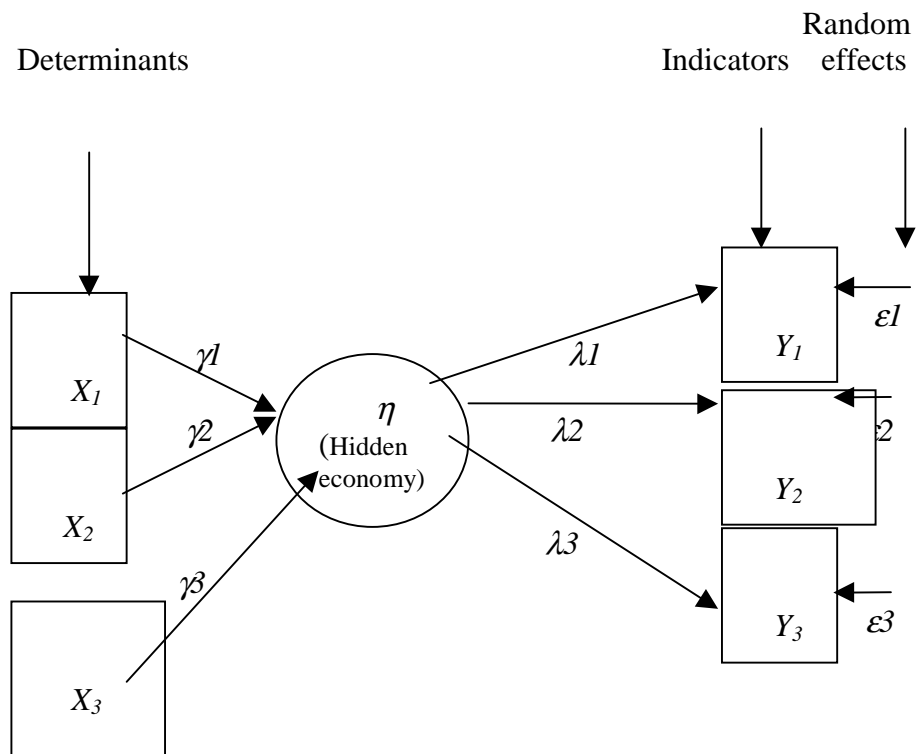 Random
Determinants Indicators effects
γ1
X1
γ2
X2
γ3
X3
η
(Hidden
economy)
λ1
λ2
λ3
Y1
ε1
Y2
ε2
Y3
ε3